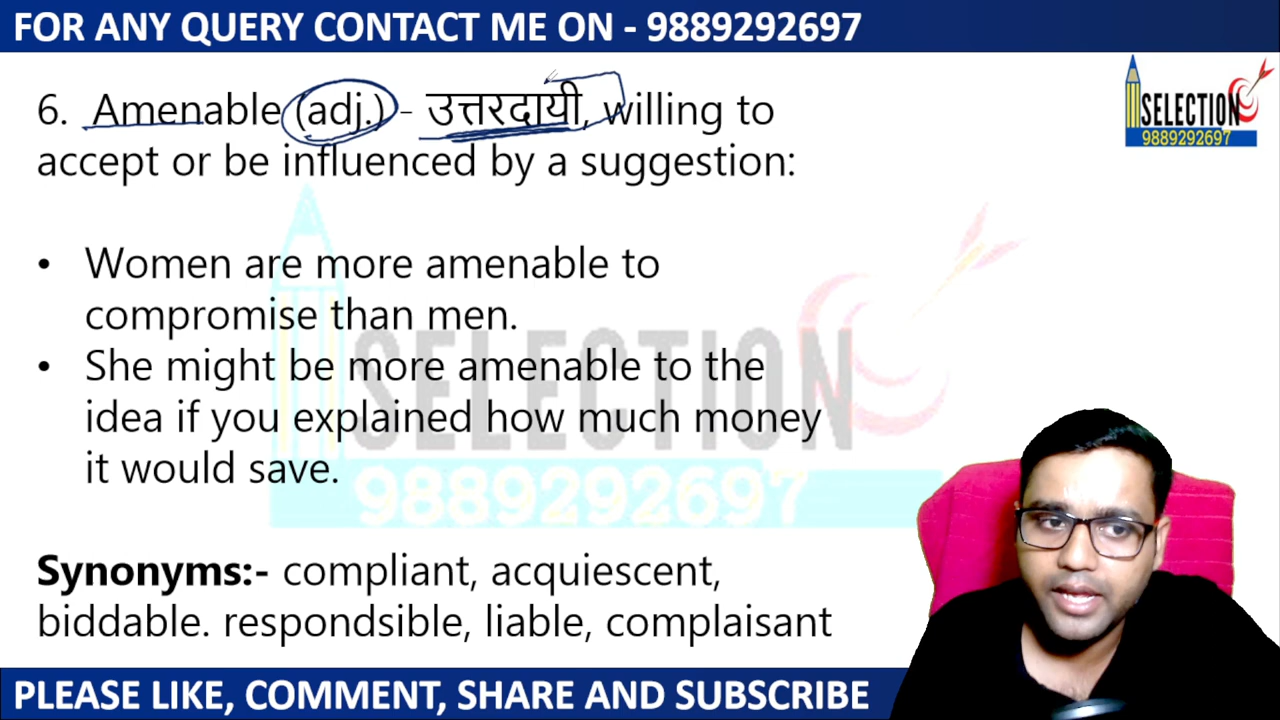 FOR ANY QUERY CONTACT ME ON - 9889292697
SELECTION
9889292697
6. Amenable (adj.) - उत्तरदायी, willing to
accept or be influenced by a suggestion:
• Women are more amenable to
compromise than men.
• She might be more amenable to the
idea if you explained how much money
it would save.
SELECTION
9889292697
Synonyms:- compliant, acquiescent,
biddable. respondsible, liable, complaisant
PLEASE LIKE, COMMENT, SHARE AND SUBSCRIBE